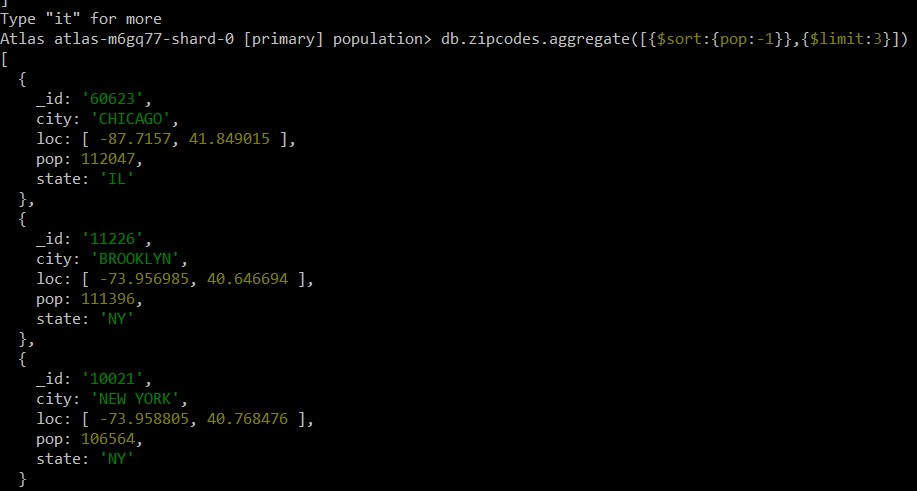 ]
Type "it" for more
Atlas atlas-m6gq77-shard-0 [primary] population> db.zipcodes.aggregate([{$sort:{pop:-1}},{$limit:3}])
[
  {
    _id: '60623',
    city: 'CHICAGO',
    loc: [ -87.7157, 41.849015 ],
    pop: 112047,
    state: 'IL'
  },
  {
    _id: '11226',
    city: 'BROOKLYN',
    loc: [ -73.956985, 40.646694 ],
    pop: 111396,
    state: 'NY'
  },
  {
    _id: '10021',
    city: 'NEW YORK',
    loc: [ -73.958805, 40.768476 ],
    pop: 106564,
    state: 'NY'
  }